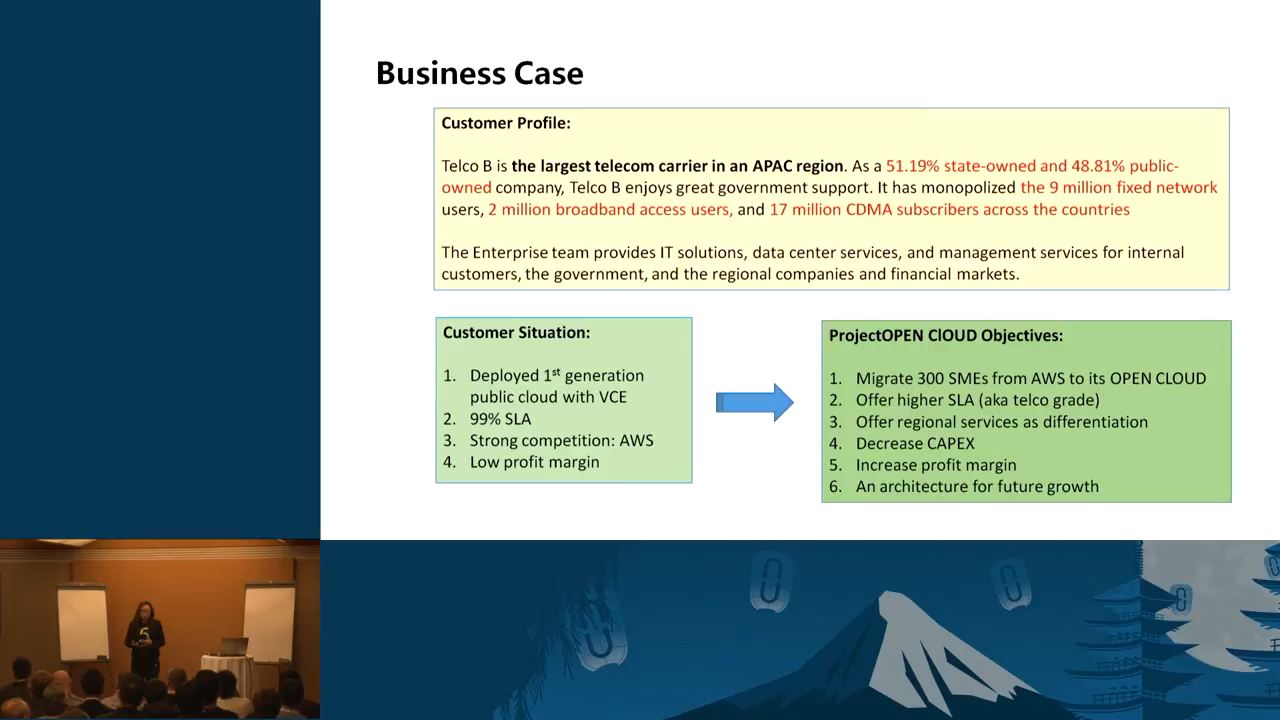 Business Case
Customer Profile:
Telco B is the largest telecom carrier in an APAC region. As a 51.19% state-owned and 48.81% public-
owned company, Telco B enjoys great government support. It has monopolized the 9 million fixed network
users, 2 million broadband access users, and 17 million CDMA subscribers across the countries
The Enterprise team provides IT solutions, data center services, and management services for internal
customers, the government, and the regional companies and financial markets.
Customer Situation:
1. Deployed 1st generation
public cloud with VCE
2. 99% SLA
3. Strong competition: AWS
4. Low profit margin
ProjectOPEN ClOUD Objectives:
1. Migrate 300 SMEs from AWS to its OPEN CLOUD
2. Offer higher SLA (aka telco grade)
3. Offer regional services as differentiation
4. Decrease CAPEX
5. Increase profit margin
6. An architecture for future growth